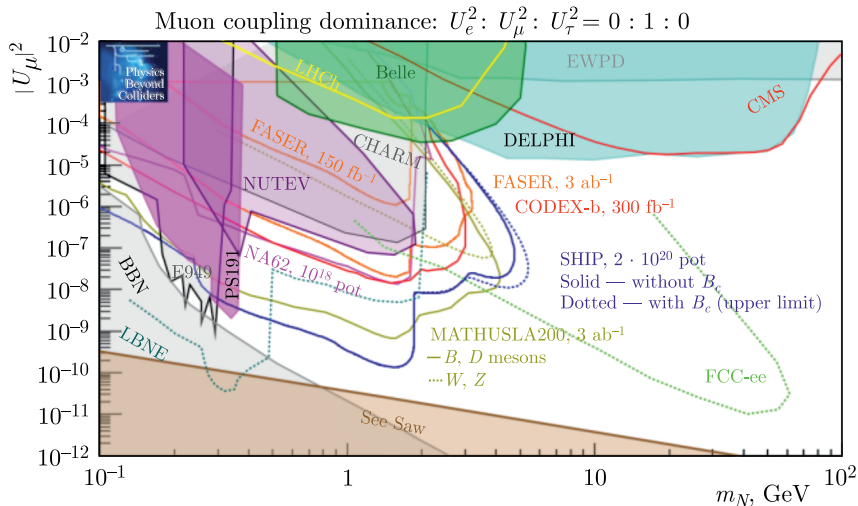 Muon coupling dominance: U_e^2: U_μ^2: U_τ^2 = 0 : 1 : 0
|U_μ|^2
10^−2
10^−3
10^−4
10^−5
10^−6
10^−7
10^−8
10^−9
10^−10
10^−11
10^−12
Physics
Beyond
Colliders
LHCb
Belle
EWPD
CMS
DELPHI
CHARM
FASER, 150 fb^−1
NUTEV
FASER, 3 ab^−1
CODEX-b, 300 fb^−1
NA62, 10^18 pot
E949
PS191
BBN
LBNE
SHIP, 2 · 10^20 pot
Solid — without B_c
Dotted — with B_c (upper limit)
MATHUSLA200, 3 ab^−1
B, D mesons
W, Z
FCC-ee
See Saw
10^−1
1
10
10^2
m_N, GeV